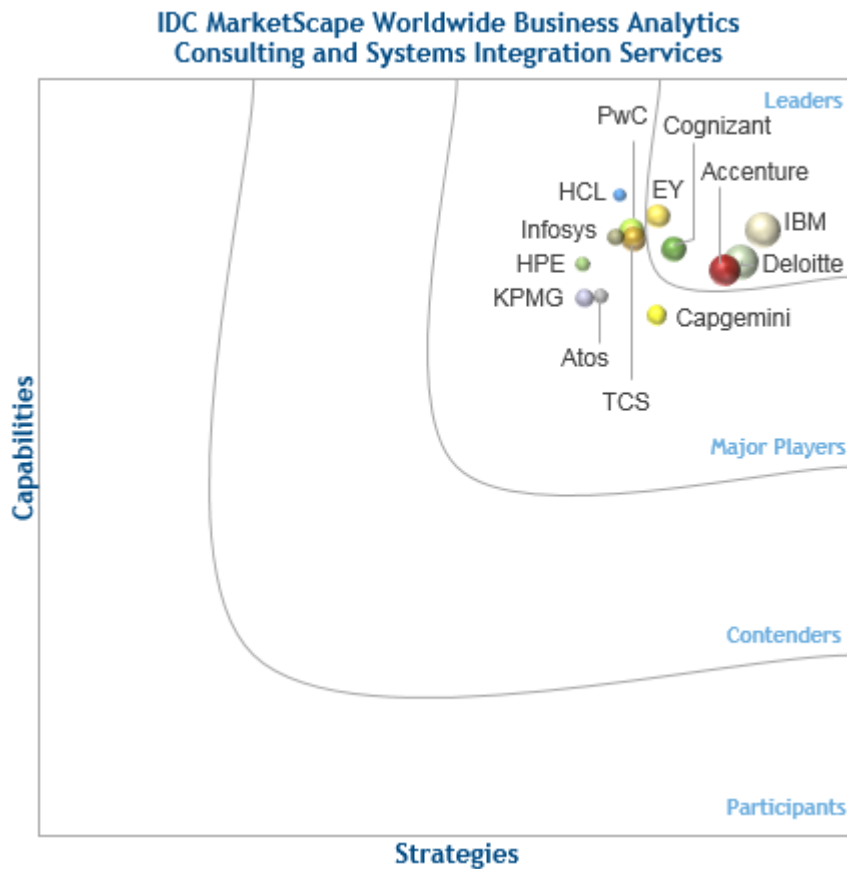 IDC MarketScape Worldwide Business Analytics
Consulting and Systems Integration Services
Leaders
PwC
Cognizant
Accenture
HCL
EY
IBM
Infosys
HPE
Deloitte
KPMG
Capgemini
Atos
TCS
Major Players
Capabilities
Contenders
Participants
Strategies